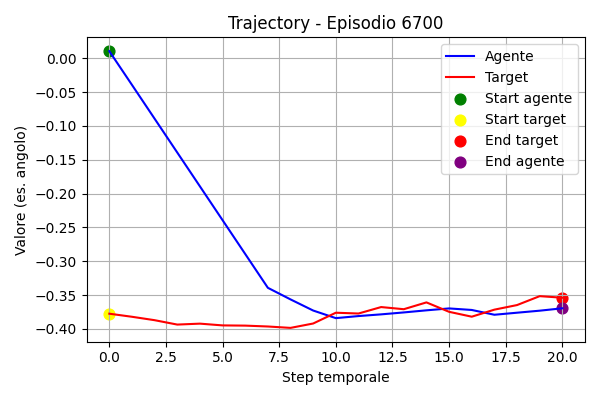 Trajectory - Episodio 6700
Valore (es. angolo)
0.00
−0.05
−0.10
−0.15
−0.20
−0.25
−0.30
−0.35
−0.40
Agente
Target
Start agente
Start target
End target
End agente
0.0 2.5 5.0 7.5 10.0 12.5 15.0 17.5 20.0
Step temporale